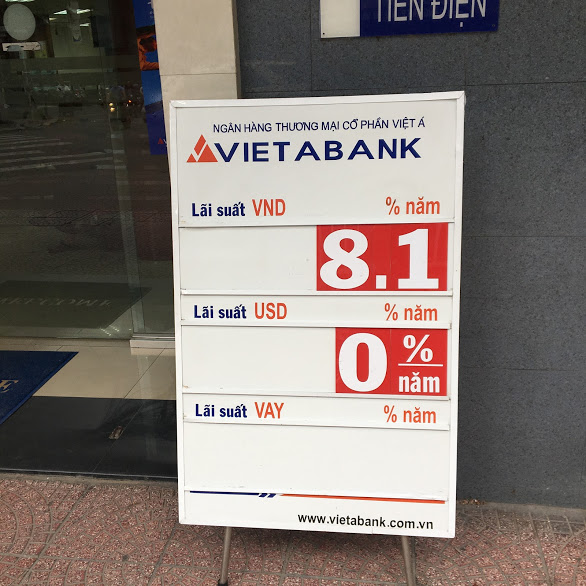 TIỀN ĐIỆN
NGÂN HÀNG THƯƠNG MẠI CỔ PHẦN VIỆT Á
VIETABANK
Lãi suất VND % năm
8.1
Lãi suất USD % năm
0 %
năm
Lãi suất VAY % năm
www.vietabank.com.vn